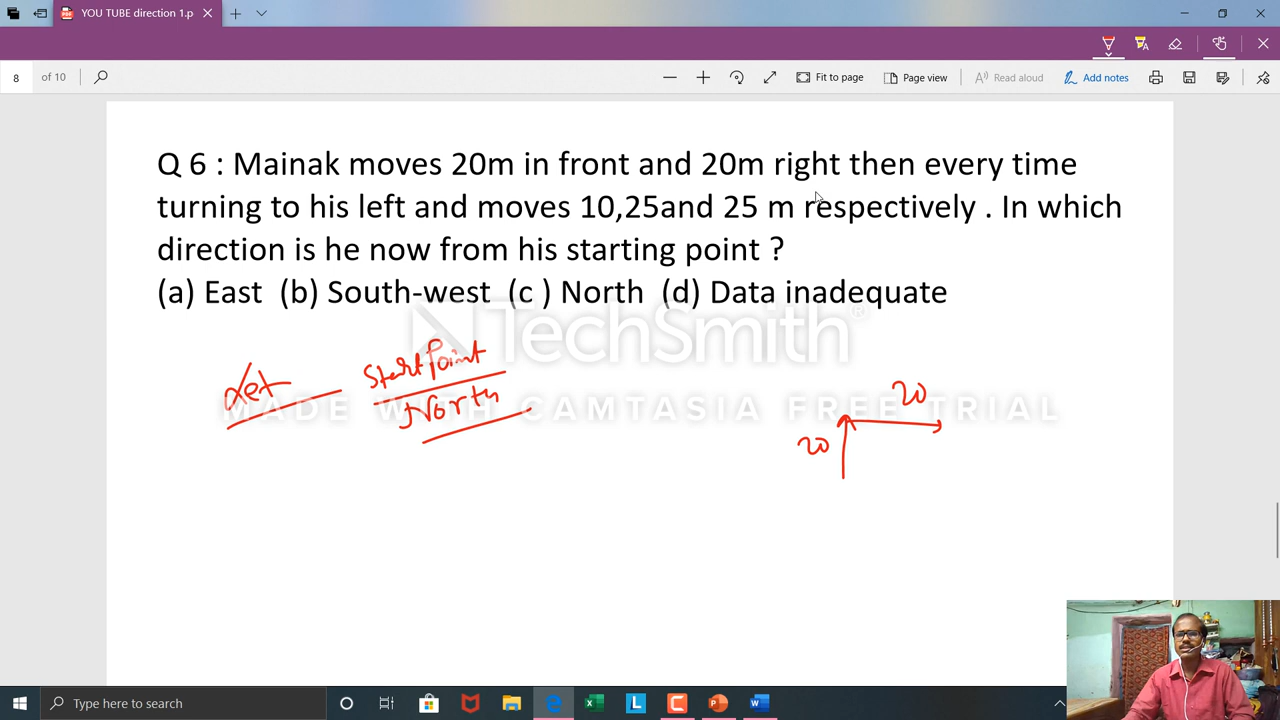 YOU TUBE direction 1.p
8 of 10
Fit to page
Page view
Read aloud
Add notes
Q 6 : Mainak moves 20m in front and 20m right then every time
turning to his left and moves 10,25and 25 m respectively . In which
direction is he now from his starting point ?
(a) East (b) South-west (c ) North (d) Data inadequate
TechSmith
MADE WITH CAMTASIA FREE TRIAL
Let
Start Point
North
20
20
Type here to search